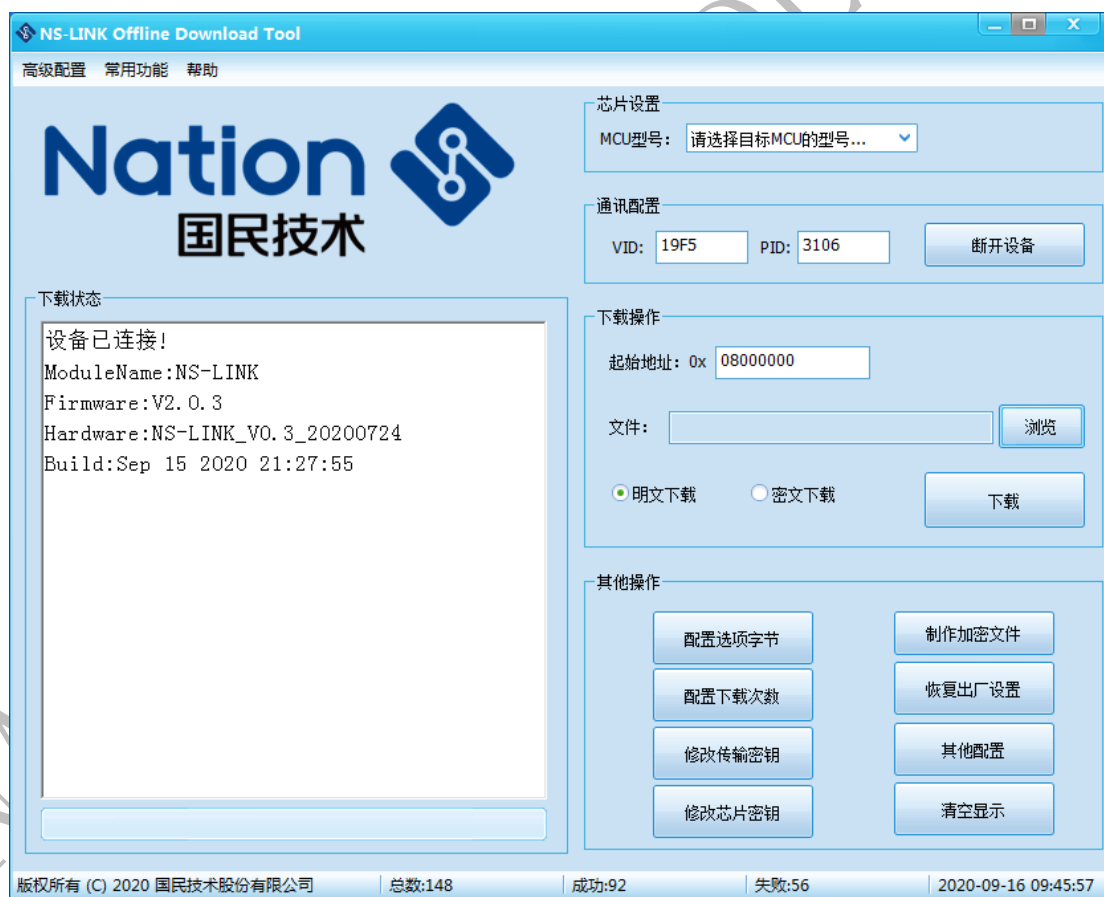 NS-LINK Offline Download Tool
高级配置 常用功能 帮助
Nation
国民技术
芯片设置
MCU型号: 请选择目标MCU的型号...
通讯配置
VID: 19F5 PID: 3106 断开设备
下载状态
设备已连接!
ModuleName:NS-LINK
Firmware:V2.0.3
Hardware:NS-LINK_V0.3_20200724
Build:Sep 15 2020 21:27:55
下载操作
起始地址: 0x 08000000
文件: 浏览
明文下载 密文下载 下载
其他操作
配置选项字节 制作加密文件
配置下载次数 恢复出厂设置
修改传输密钥 其他配置
修改芯片密钥 清空显示
版权所有 (C) 2020 国民技术股份有限公司 总数:148 成功:92 失败:56 2020-09-16 09:45:57